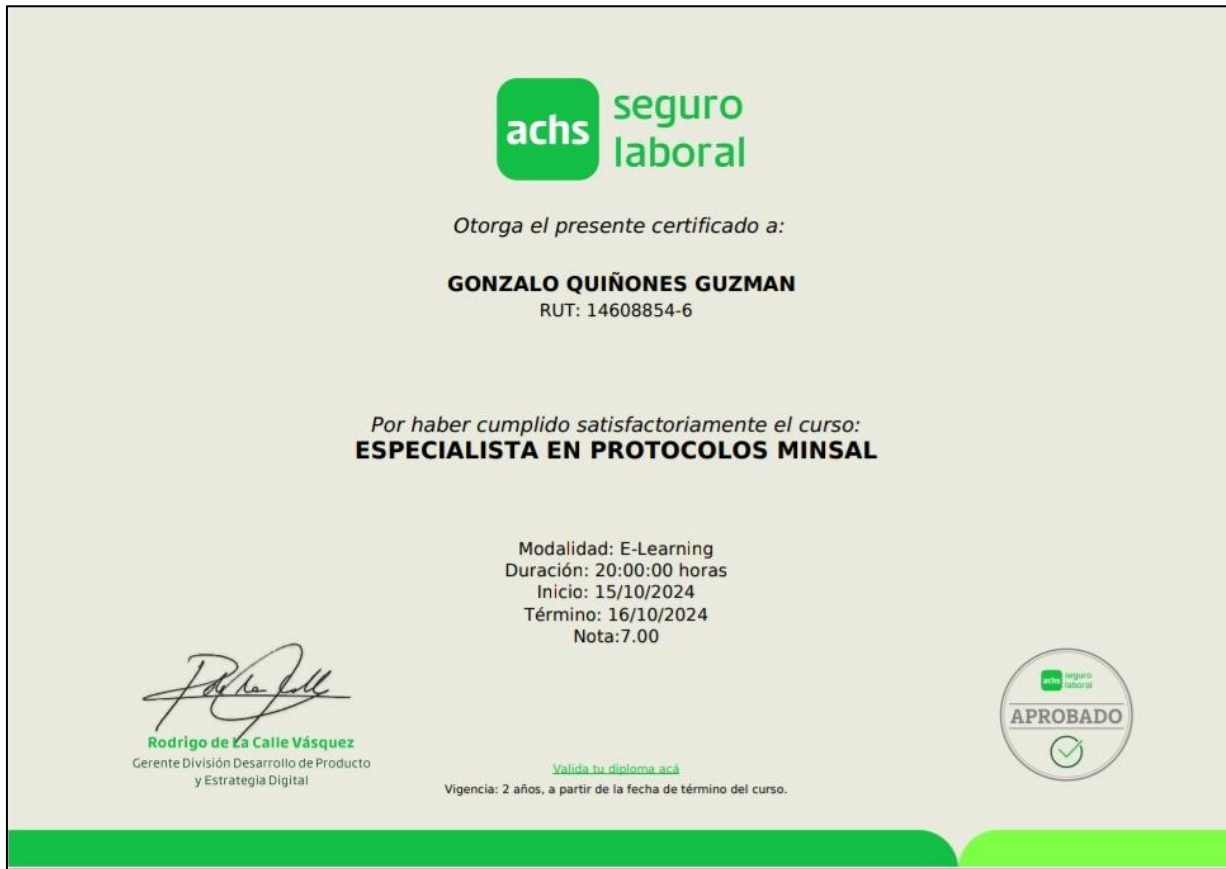 achs seguro
laboral
Otorga el presente certificado a:
GONZALO QUIÑONES GUZMAN
RUT: 14608854-6
Por haber cumplido satisfactoriamente el curso:
ESPECIALISTA EN PROTOCOLOS MINSAL
Modalidad: E-Learning
Duración: 20:00:00 horas
Inicio: 15/10/2024
Término: 16/10/2024
Nota:7.00
Rodrigo de La Calle Vásquez
Gerente División Desarrollo de Producto
y Estrategia Digital
Valida tu diploma acá
Vigencia: 2 años, a partir de la fecha de término del curso.
achs seguro
laboral
APROBADO